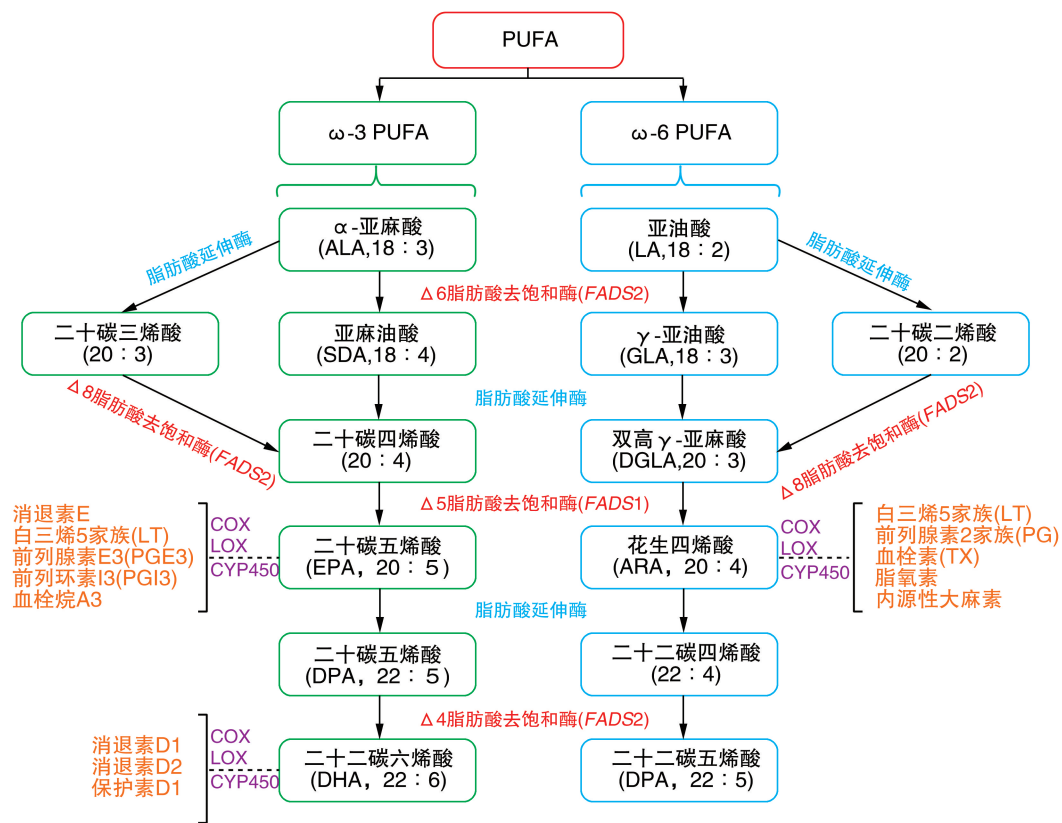 PUFA
ω-3 PUFA
ω-6 PUFA
α-亚麻酸
(ALA,18：3)
亚油酸
(LA,18：2)
脂肪酸延伸酶
脂肪酸延伸酶
△6脂肪酸去饱和酶(FADS2)
二十碳三烯酸
(20：3)
亚麻油酸
(SDA,18：4)
γ-亚油酸
(GLA,18：3)
二十碳二烯酸
(20：2)
△8脂肪酸去饱和酶(FADS2)
脂肪酸延伸酶
△8脂肪酸去饱和酶(FADS2)
二十碳四烯酸
(20：4)
双高γ-亚麻酸
(DGLA,20：3)
△5脂肪酸去饱和酶(FADS1)
消退素E
白三烯5家族(LT)
前列腺素E3(PGE3)
前列环素I3(PGI3)
血栓烷A3
COX
LOX
CYP450
二十碳五烯酸
(EPA，20：5)
花生四烯酸
(ARA，20：4)
COX
LOX
CYP450
白三烯5家族(LT)
前列腺素2家族(PG)
血栓素(TX)
脂氧素
内源性大麻素
脂肪酸延伸酶
二十碳五烯酸
(DPA，22：5)
二十二碳四烯酸
(22：4)
△4脂肪酸去饱和酶(FADS2)
消退素D1
消退素D2
保护素D1
COX
LOX
CYP450
二十二碳六烯酸
(DHA，22：6)
二十二碳五烯酸
(DPA，22：5)